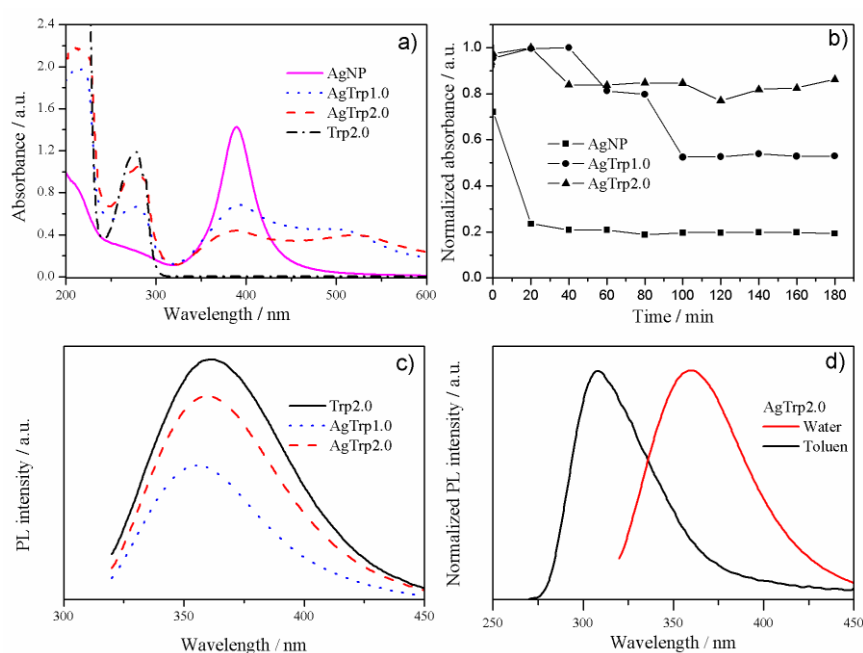 a)
AgNP
AgTrp1.0
AgTrp2.0
Trp2.0
Absorbance / a.u.
2.4
2.0
1.6
1.2
0.8
0.4
0.0
200
300
400
500
600
Wavelength / nm
b)
AgNP
AgTrp1.0
AgTrp2.0
Normalized absorbance / a.u.
1.0
0.8
0.6
0.4
0.2
0
0 20 40 60 80 100 120 140 160 180
Time / min
c)
Trp2.0
AgTrp1.0
AgTrp2.0
PL intensity / a.u.
300
350
400
450
Wavelength / nm
d)
AgTrp2.0
Water
Toluen
Normalized PL intensity / a.u.
250
300
350
400
450
Wavelength / nm